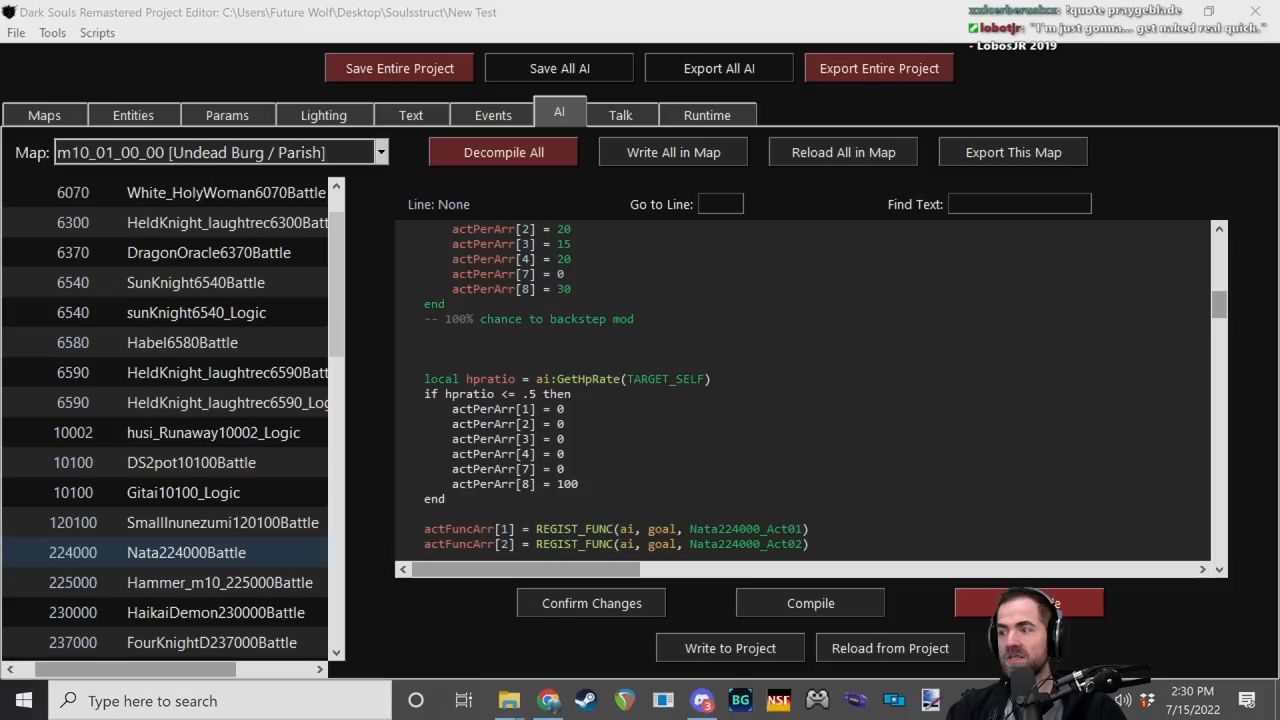 Dark Souls Remastered Project Editor: C:\Users\Future Wolf\Desktop\Soulsstruct\New Test
xxicerberusxx: !quote praygeblade
lobotjr: "I'm just gonna... get naked real quick."
- LobosJR 2019
File Tools Scripts
Save Entire Project Save All AI Export All AI Export Entire Project
Maps Entities Params Lighting Text Events AI Talk Runtime
Map: m10_01_00_00 [Undead Burg / Parish] Decompile All Write All in Map Reload All in Map Export This Map
Line: None Go to Line: Find Text:
6070 White_HolyWoman6070Battle
6300 HeldKnight_laughtrec6300Batt
6370 DragonOracle6370Battle
6540 SunKnight6540Battle
6540 sunKnight6540_Logic
6580 Habel6580Battle
6590 HeldKnight_laughtrec6590Batt
6590 HeldKnight_laughtrec6590_Log
10002 husi_Runaway10002_Logic
10100 DS2pot10100Battle
10100 Gitai10100_Logic
120100 SmallInunezumi120100Battle
224000 Nata224000Battle
225000 Hammer_m10_225000Battle
230000 HaikaiDemon230000Battle
237000 FourKnightD237000Battle
actPerArr[2] = 20
actPerArr[3] = 15
actPerArr[4] = 20
actPerArr[7] = 0
actPerArr[8] = 30
end
-- 100% chance to backstep mod
local hpratio = ai:GetHpRate(TARGET_SELF)
if hpratio <= .5 then
actPerArr[1] = 0
actPerArr[2] = 0
actPerArr[3] = 0
actPerArr[4] = 0
actPerArr[7] = 0
actPerArr[8] = 100
end
actFuncArr[1] = REGIST_FUNC(ai, goal, Nata224000_Act01)
actFuncArr[2] = REGIST_FUNC(ai, goal, Nata224000_Act02)
Confirm Changes Compile
Write to Project Reload from Project
Type here to search
BG
NSF
2:30 PM
7/15/2022